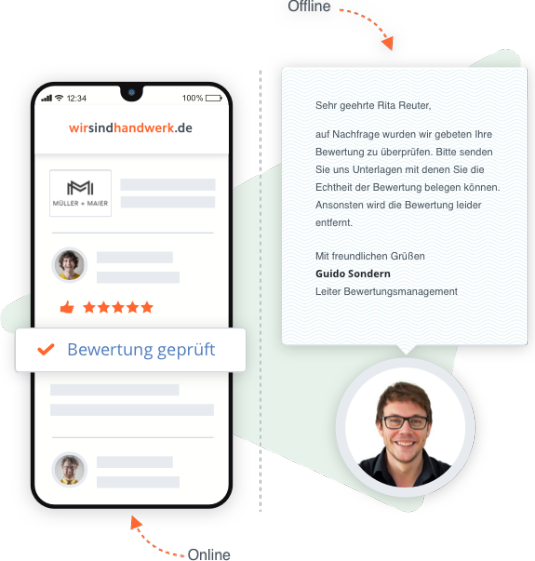 Offline
12:34
100%
wirsindhandwerk.de
MÜLLER + MAIER
Bewertung geprüft
Sehr geehrte Rita Reuter,
auf Nachfrage wurden wir gebeten Ihre
Bewertung zu überprüfen. Bitte senden
Sie uns Unterlagen mit denen Sie die
Echtheit der Bewertung belegen können.
Ansonsten wird die Bewertung leider
entfernt.
Mit freundlichen Grüßen
Guido Sondern
Leiter Bewertungsmanagement
Online